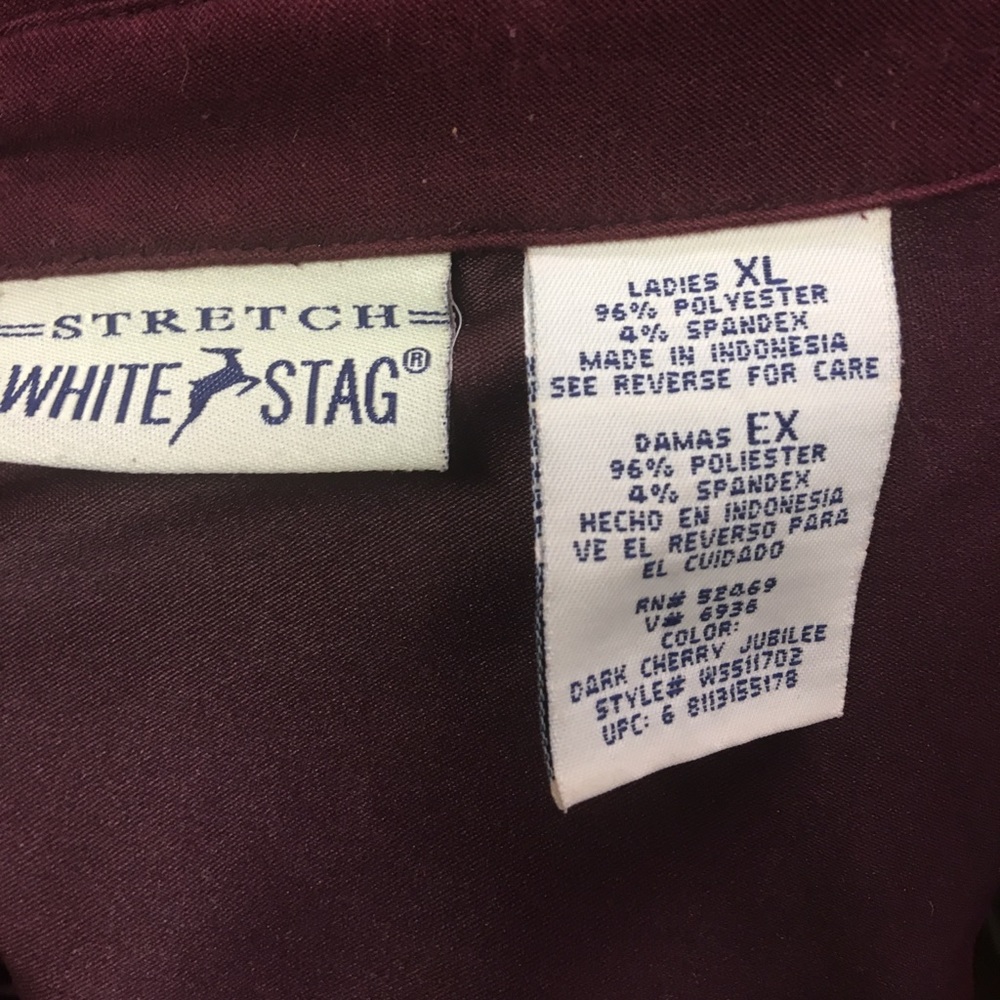 STRETCH
WHITE STAG®
LADIES XL
96% POLYESTER
4% SPANDEX
MADE IN INDONESIA
SEE REVERSE FOR CARE
DAMAS EX
96% POLIESTER
4% SPANDEX
HECHO EN INDONESIA
VE EL REVERSO PARA
EL CUIDADO
RN# 52469
V# 6936
COLOR:
DARK CHERRY JUBILEE
STYLE# WS511702
UPC: 6 8113155178